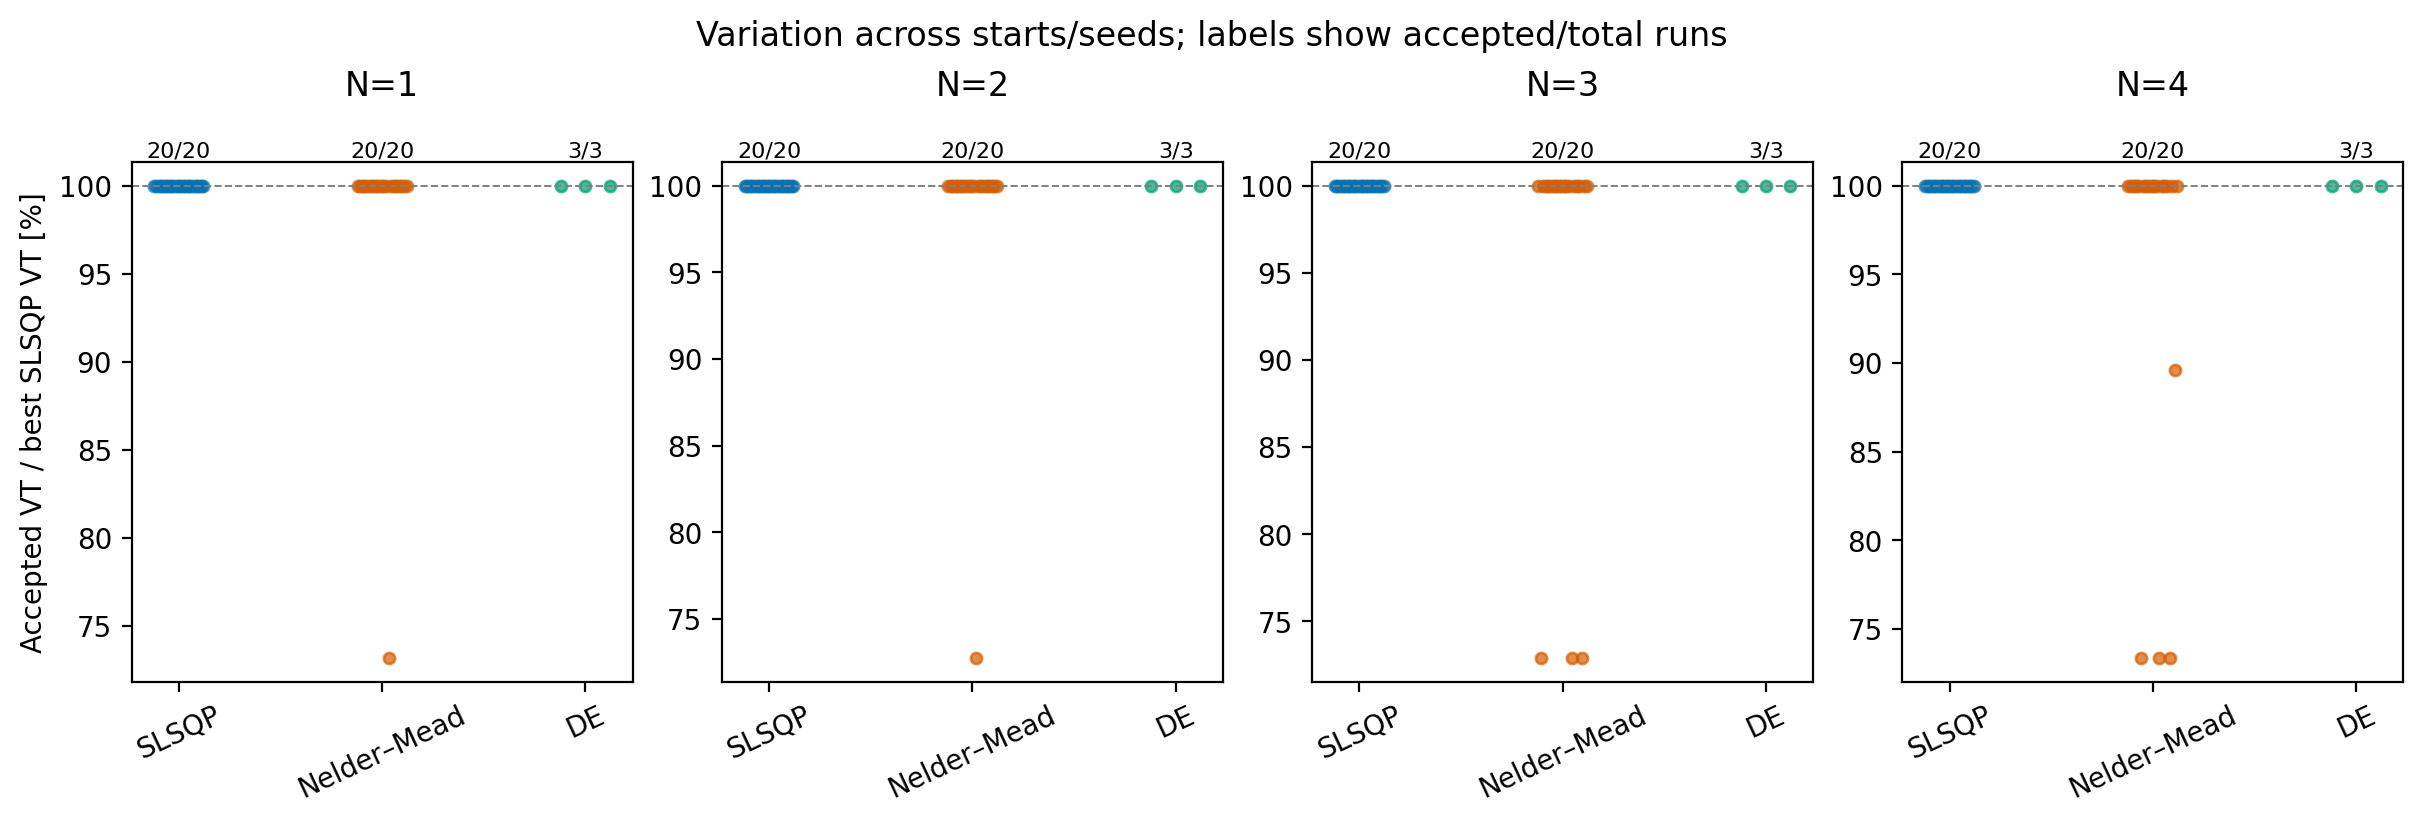 Variation across starts/seeds; labels show accepted/total runs
N=1
N=2
N=3
N=4
20/20
20/20
3/3
20/20
20/20
3/3
20/20
20/20
3/3
20/20
20/20
3/3
Accepted VT / best SLSQP VT [%]
100
95
90
85
80
75
100
95
90
85
80
75
100
95
90
85
80
75
100
95
90
85
80
75
SLSQP
Nelder–Mead
DE
SLSQP
Nelder–Mead
DE
SLSQP
Nelder–Mead
DE
SLSQP
Nelder–Mead
DE